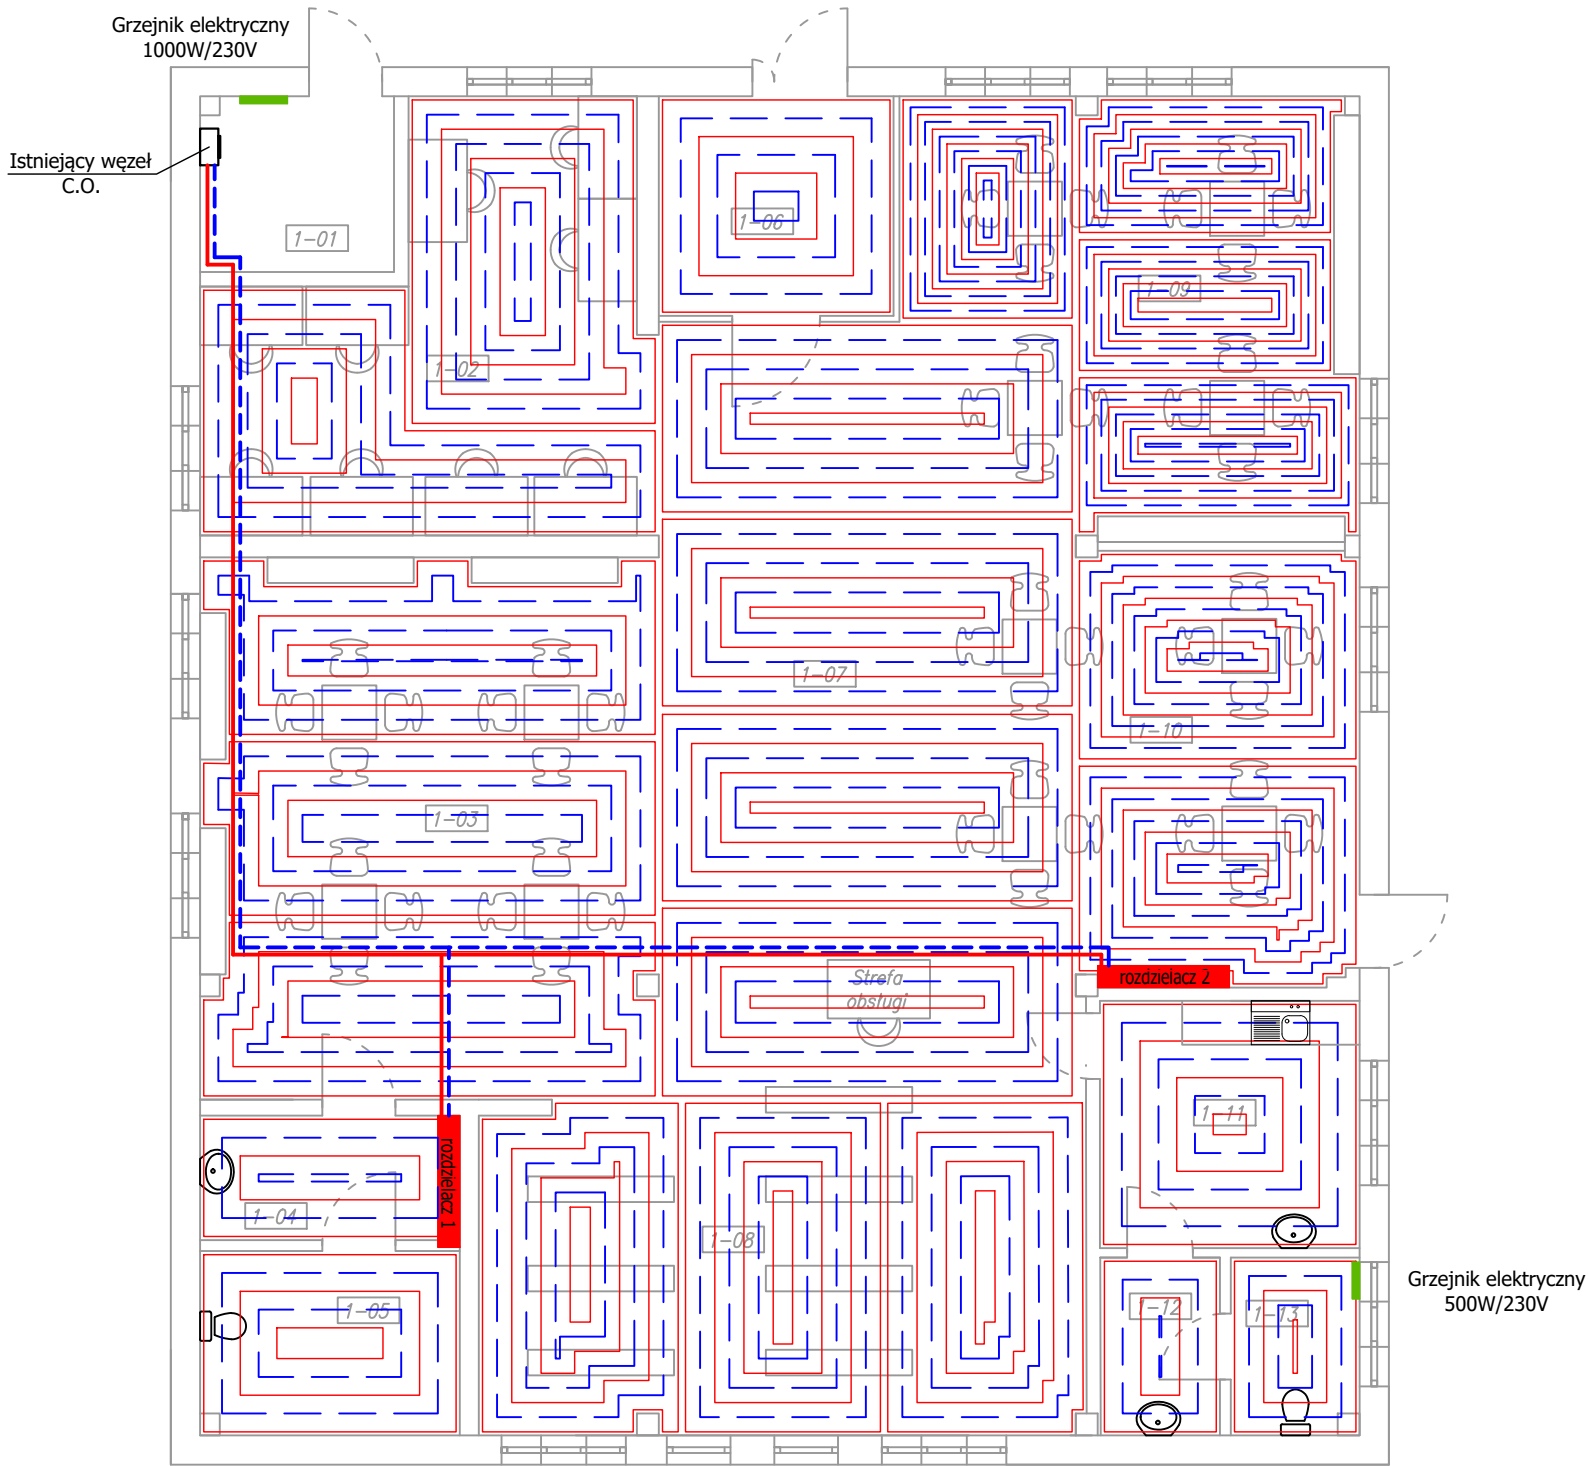 Grzejnik elektryczny
1000W/230V
Istniejący węzeł
C.O.
1-01
1-06
1-09
1-02
1-07
1-10
1-03
Strefa
obsługi
rozdzielacz 2
1-11
rozdzielacz 1
1-04
1-08
1-05
1-12
1-13
Grzejnik elektryczny
500W/230V